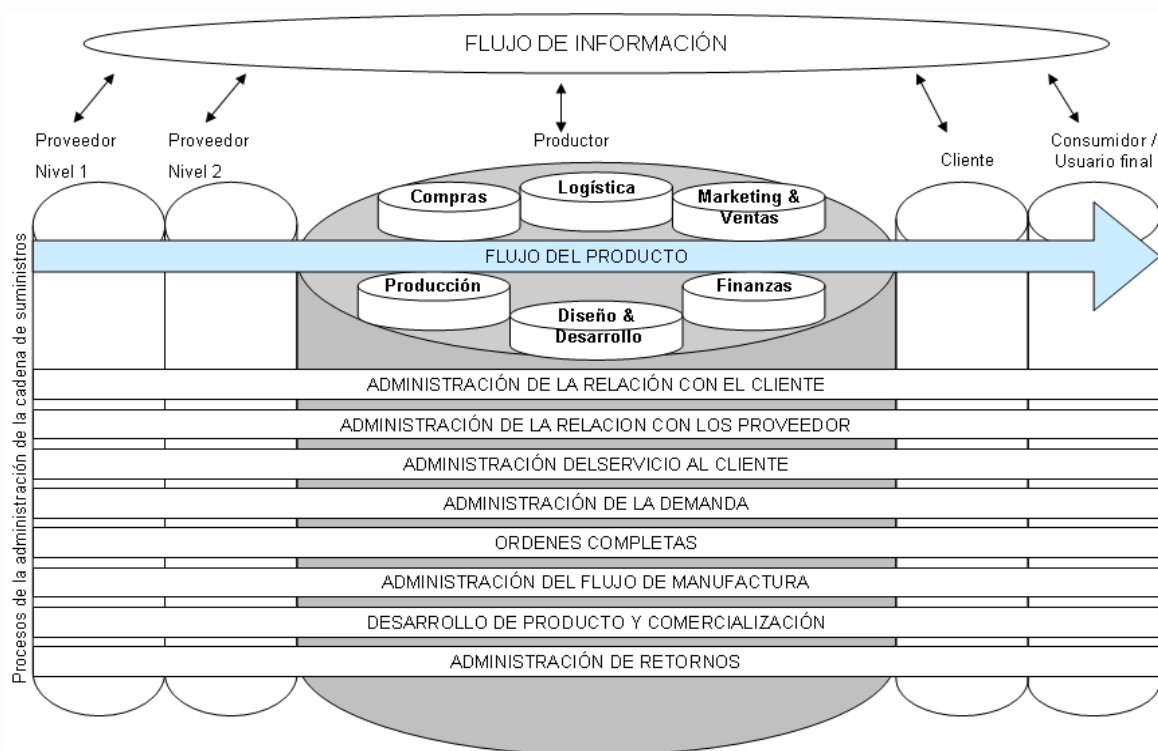 FLUJO DE INFORMACIÓN
Proveedor
Nivel 1
Proveedor
Nivel 2
Productor
Cliente
Consumidor /
Usuario final
Compras
Logística
Marketing &
Ventas
FLUJO DEL PRODUCTO
Producción
Diseño &
Desarrollo
Finanzas
Procesos de la administración de la cadena de suministros
ADMINISTRACIÓN DE LA RELACIÓN CON EL CLIENTE
ADMINISTRACIÓN DE LA RELACION CON LOS PROVEEDOR
ADMINISTRACIÓN DELSERVICIO AL CLIENTE
ADMINISTRACIÓN DE LA DEMANDA
ORDENES COMPLETAS
ADMINISTRACIÓN DEL FLUJO DE MANUFACTURA
DESARROLLO DE PRODUCTO Y COMERCIALIZACIÓN
ADMINISTRACIÓN DE RETORNOS